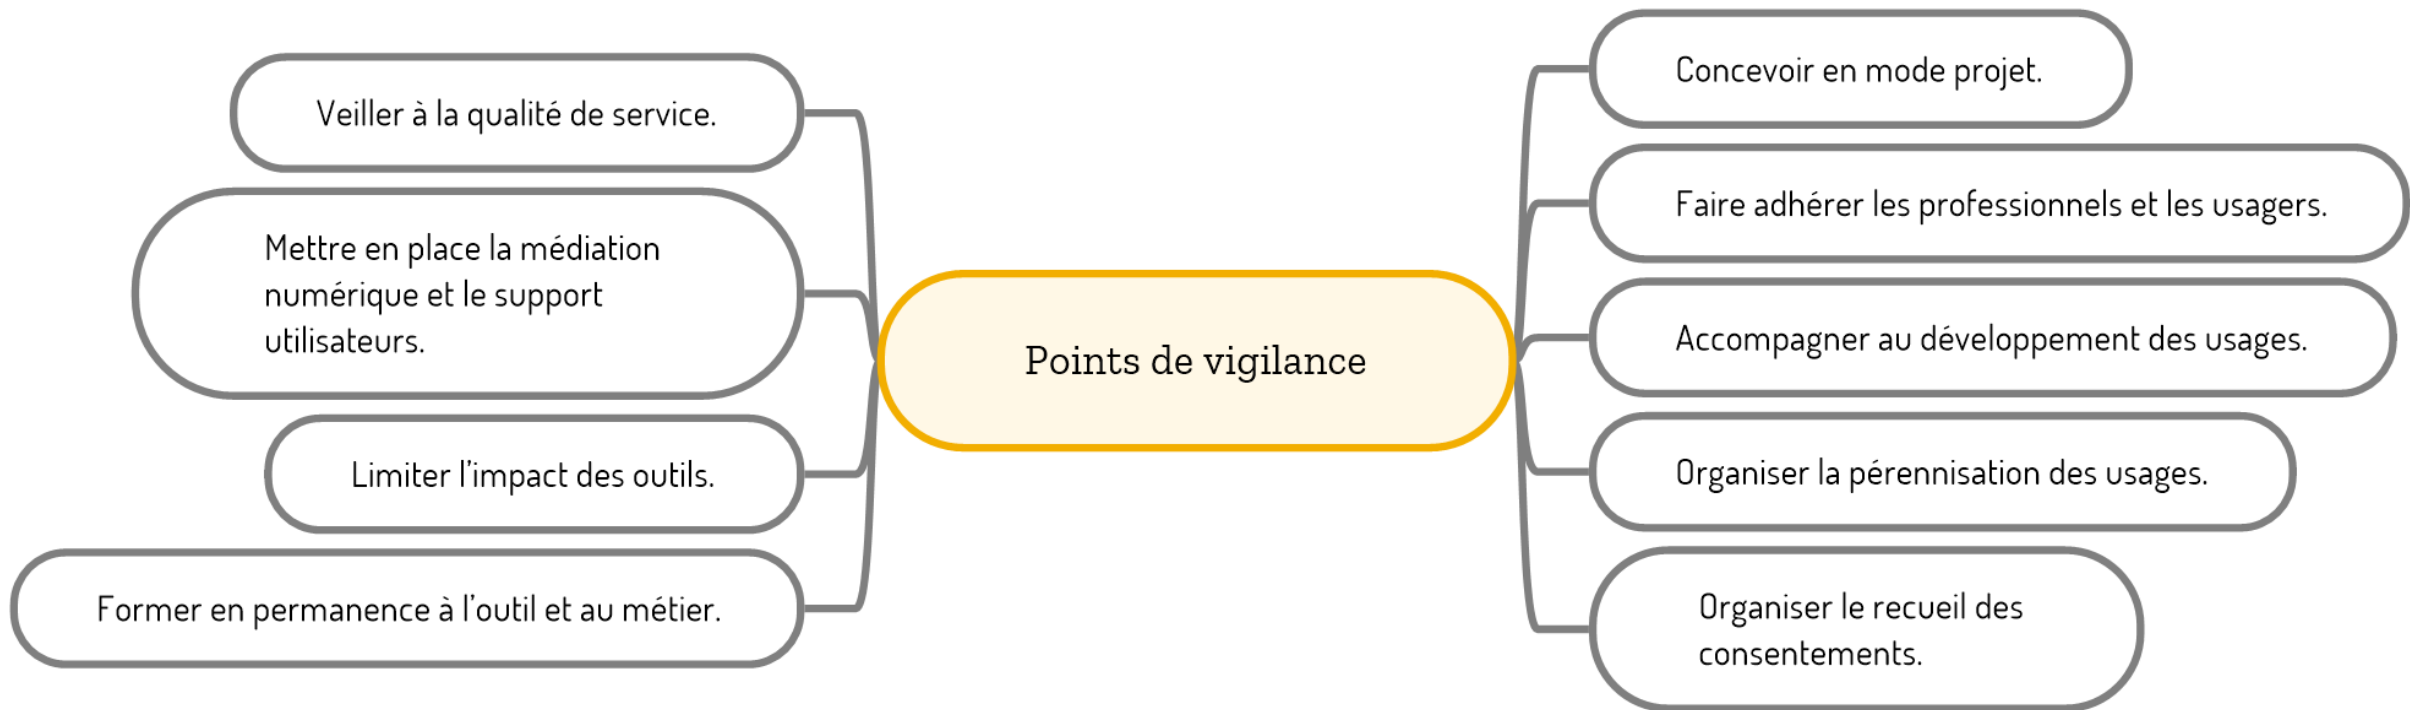 Points de vigilance
Concevoir en mode projet.
Faire adhérer les professionnels et les usagers.
Accompagner au développement des usages.
Organiser la pérennisation des usages.
Organiser le recueil des
consentements.
Veiller à la qualité de service.
Mettre en place la médiation
numérique et le support
utilisateurs.
Limiter l’impact des outils.
Former en permanence à l’outil et au métier.